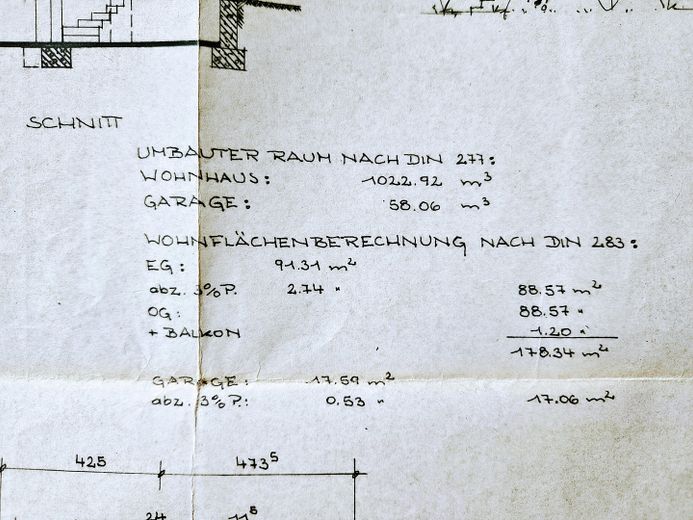 SCHNITT
UMBAUTER RAUM NACH DIN 277:
WOHNHAUS: 1022.92 m³
GARAGE: 58.06 m³
WOHNFLÄCHENBERECHNUNG NACH DIN 283:
EG: 91.31 m²
abz. 3% P. 2.74 " 88.57 m²
OG: 88.57 "
+ BALKON 1.20 "
178.34 m²
GARAGE: 17.59 m²
abz. 3% P.: 0.53 " 17.06 m²
425 473⁵
24 11⁵